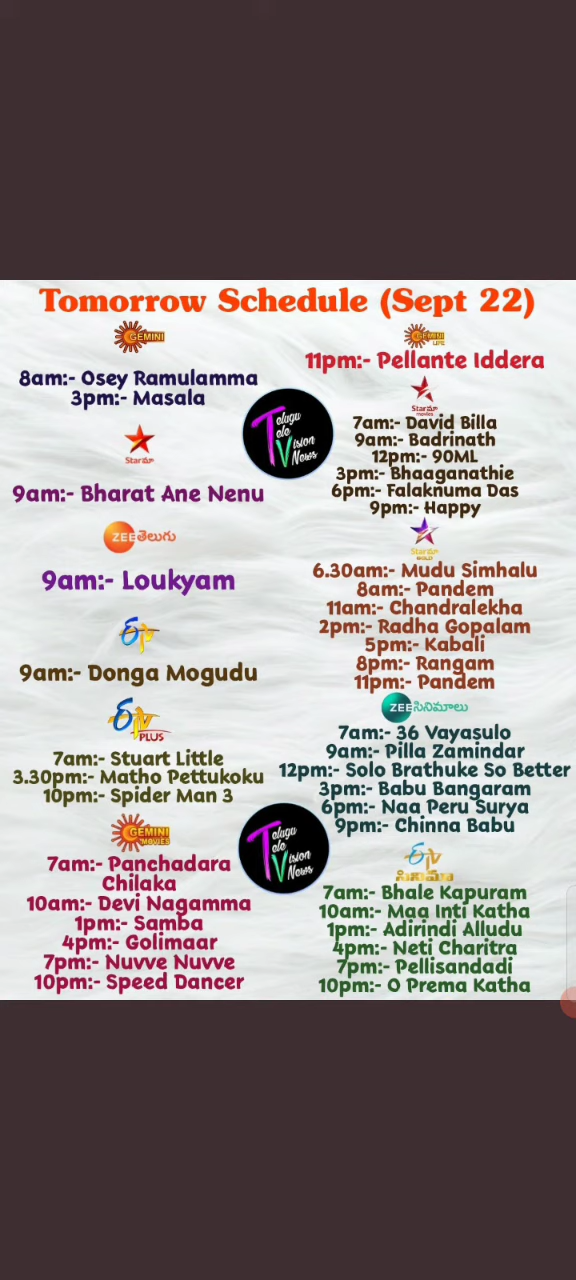 Tomorrow Schedule (Sept 22)
GEMINI
8am:- Osey Ramulamma
3pm:- Masala
Star మా
9am:- Bharat Ane Nenu
ZEE తెలుగు
9am:- Loukyam
9am:- Donga Mogudu
PLUS
7am:- Stuart Little
3.30pm:- Matho Pettukoku
10pm:- Spider Man 3
GEMINI
MOVIES
7am:- Panchadara
Chilaka
10am:- Devi Nagamma
1pm:- Samba
4pm:- Golimaar
7pm:- Nuvve Nuvve
10pm:- Speed Dancer
Telugu
Tele
Vision
News
Telugu
Tele
Vision
News
GEMINI
LIFE
11pm:- Pellante Iddera
Star మా
movies
7am:- David Billa
9am:- Badrinath
12pm:- 90ML
3pm:- Bhaaganathie
6pm:- Falaknuma Das
9pm:- Happy
Star మా
GOLD
6.30am:- Mudu Simhalu
8am:- Pandem
11am:- Chandralekha
2pm:- Radha Gopalam
5pm:- Kabali
8pm:- Rangam
11pm:- Pandem
ZEE సినిమాలు
7am:- 36 Vayasulo
9am:- Pilla Zamindar
12pm:- Solo Brathuke So Better
3pm:- Babu Bangaram
6pm:- Naa Peru Surya
9pm:- Chinna Babu
సినిమా
7am:- Bhale Kapuram
10am:- Maa Inti Katha
1pm:- Adirindi Alludu
4pm:- Neti Charitra
7pm:- Pellisandadi
10pm:- O Prema Katha